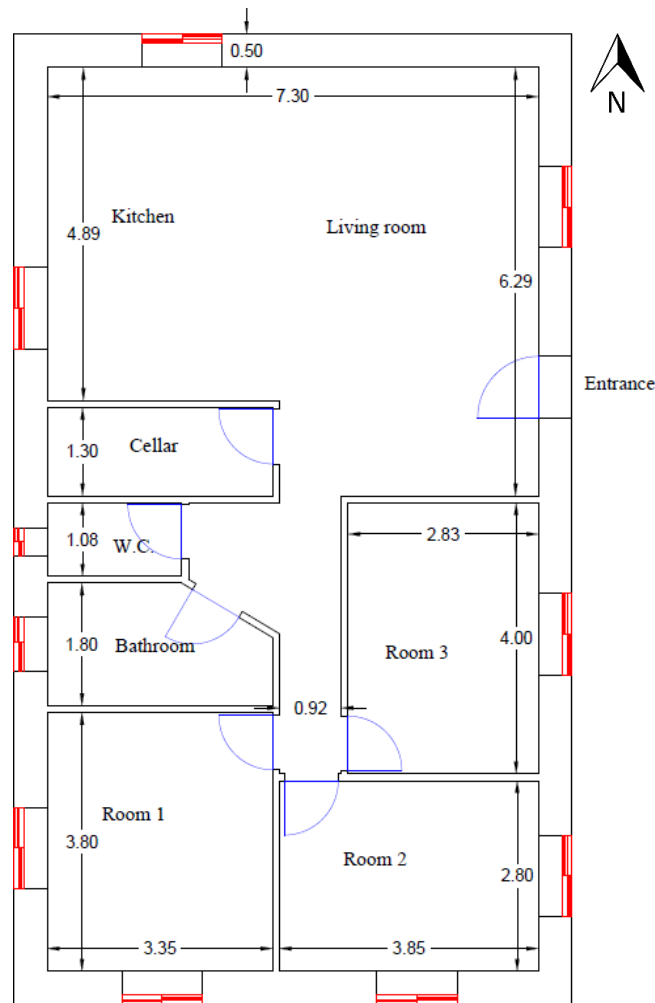 0.50
7.30
N
Kitchen
Living room
4.89
6.29
Entrance
Cellar
1.30
2.83
1.08
W.C.
1.80
Bathroom
4.00
Room 3
0.92
Room 1
3.80
Room 2
2.80
3.35
3.85